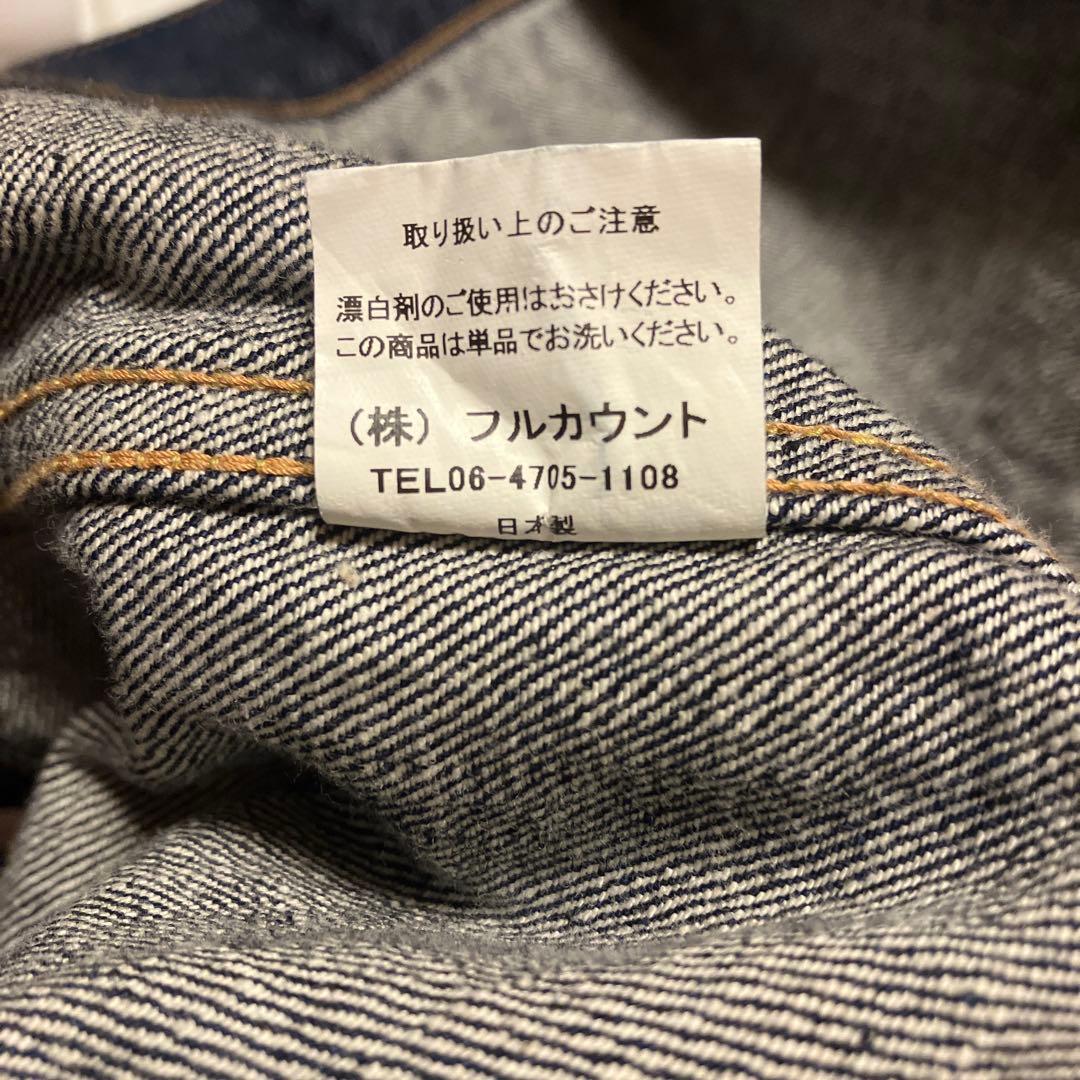 取り扱い上のご注意
漂白剤のご使用はおさけください。
この商品は単品でお洗いください。
（株）フルカウント
TEL06-4705-1108
日本製